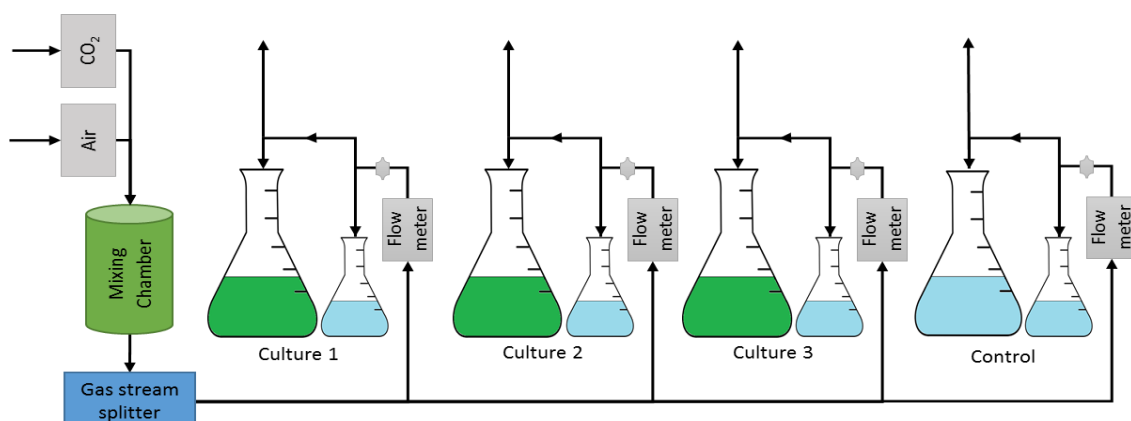 CO₂
Air
Mixing
Chamber
Gas stream
splitter
Flow
meter
Culture 1
Flow
meter
Culture 2
Flow
meter
Culture 3
Flow
meter
Control